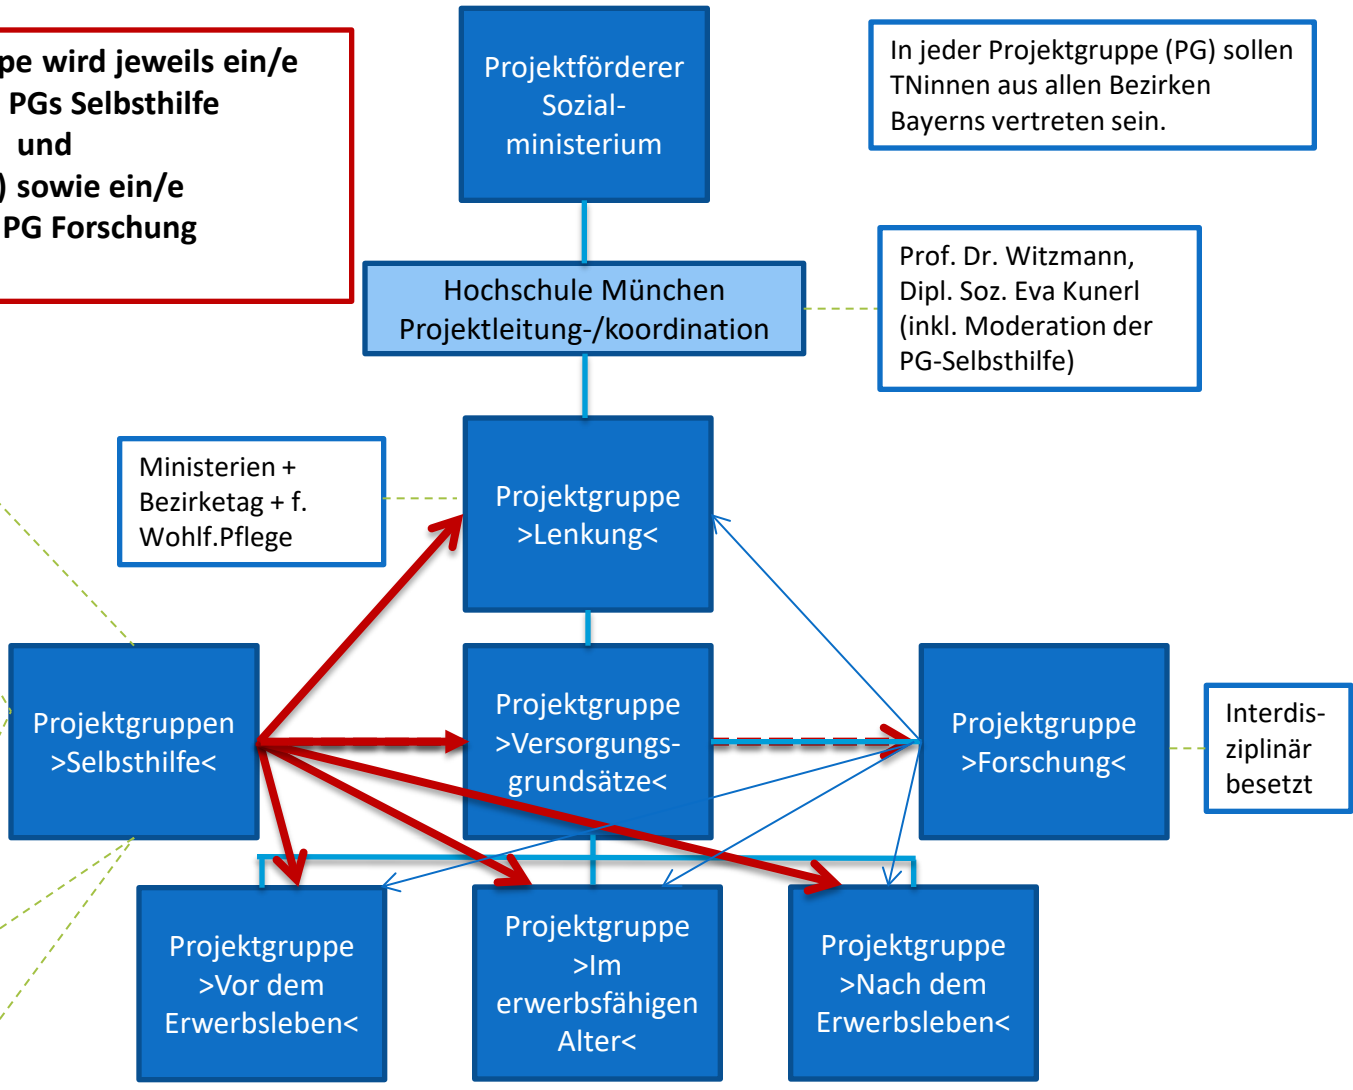 pe wird jeweils ein/e
PGs Selbsthilfe
und
) sowie ein/e
PG Forschung
Projektförderer
Sozial-
ministerium
In jeder Projektgruppe (PG) sollen
TNinnen aus allen Bezirken
Bayerns vertreten sein.
Hochschule München
Projektleitung-/koordination
Prof. Dr. Witzmann,
Dipl. Soz. Eva Kunerl
(inkl. Moderation der
PG-Selbsthilfe)
Ministerien +
Bezirketag + f.
Wohlf.Pflege
Projektgruppe
>Lenkung<
Projektgruppen
>Selbsthilfe<
Projektgruppe
>Versorgungs-
grundsätze<
Projektgruppe
>Forschung<
Interdis-
ziplinär
besetzt
Projektgruppe
>Vor dem
Erwerbsleben<
Projektgruppe
>Im
erwerbsfähigen
Alter<
Projektgruppe
>Nach dem
Erwerbsleben<